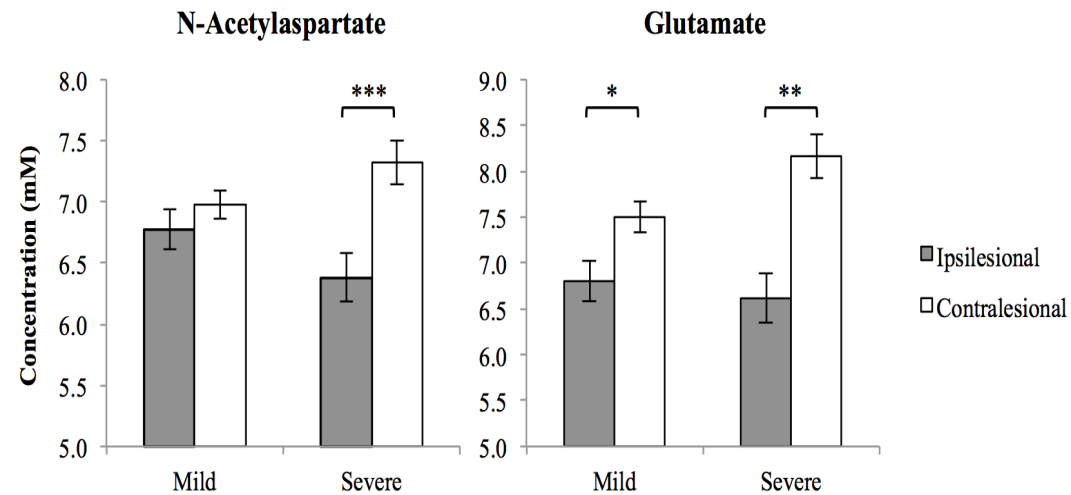 N-Acetylaspartate
Glutamate
Concentration (mM)
8.0
7.5
7.0
6.5
6.0
5.5
5.0
***
Mild
Severe
9.0
8.5
8.0
7.5
7.0
6.5
6.0
5.5
5.0
*
**
Mild
Severe
Ipsilesional
Contralesional